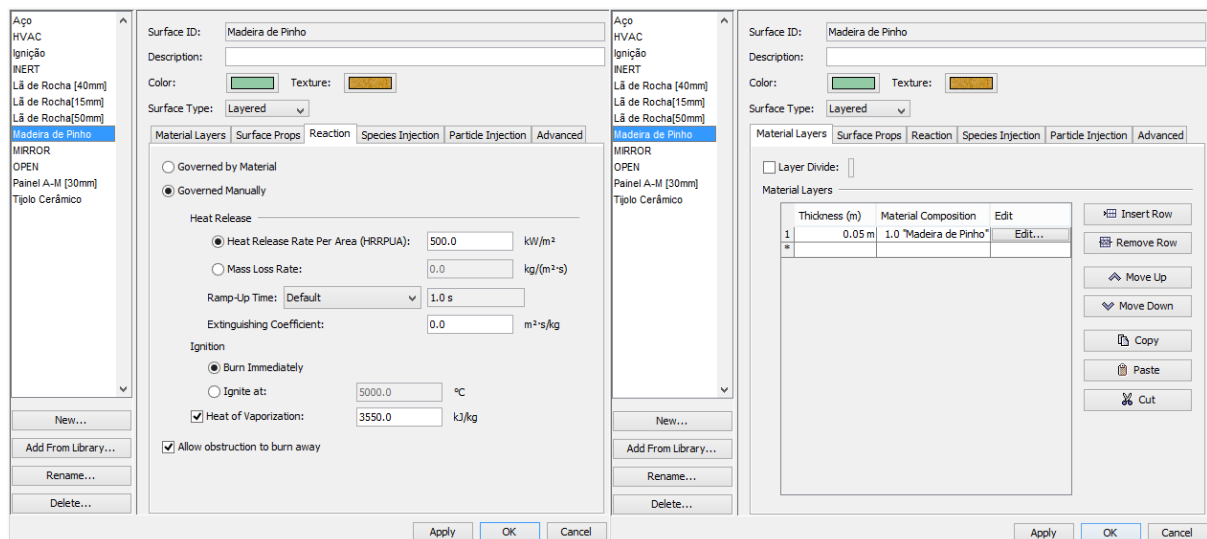 Aço
HVAC
Ignição
INERT
Lã de Rocha [40mm]
Lã de Rocha[15mm]
Lã de Rocha[50mm]
Madeira de Pinho
MIRROR
OPEN
Painel A-M [30mm]
Tijolo Cerâmico
New...
Add From Library...
Rename...
Delete...
Surface ID: Madeira de Pinho
Description:
Color: Texture:
Surface Type: Layered
Material Layers Surface Props Reaction Species Injection Particle Injection Advanced
Governed by Material
Governed Manually
Heat Release
Heat Release Rate Per Area (HRRPUA): 500.0 kW/m²
Mass Loss Rate: 0.0 kg/(m²·s)
Ramp-Up Time: Default 1.0 s
Extinguishing Coefficient: 0.0 m²·s/kg
Ignition
Burn Immediately
Ignite at: 5000.0 ºC
Heat of Vaporization: 3550.0 kJ/kg
Allow obstruction to burn away
Apply OK Cancel
Aço
HVAC
Ignição
INERT
Lã de Rocha [40mm]
Lã de Rocha[15mm]
Lã de Rocha[50mm]
Madeira de Pinho
MIRROR
OPEN
Painel A-M [30mm]
Tijolo Cerâmico
New...
Add From Library...
Rename...
Delete...
Surface ID: Madeira de Pinho
Description:
Color: Texture:
Surface Type: Layered
Material Layers Surface Props Reaction Species Injection Particle Injection Advanced
Layer Divide:
Material Layers
Thickness (m) Material Composition Edit
1 0.05 m 1.0 "Madeira de Pinho" Edit...
*
Insert Row
Remove Row
Move Up
Move Down
Copy
Paste
Cut
Apply OK Cancel